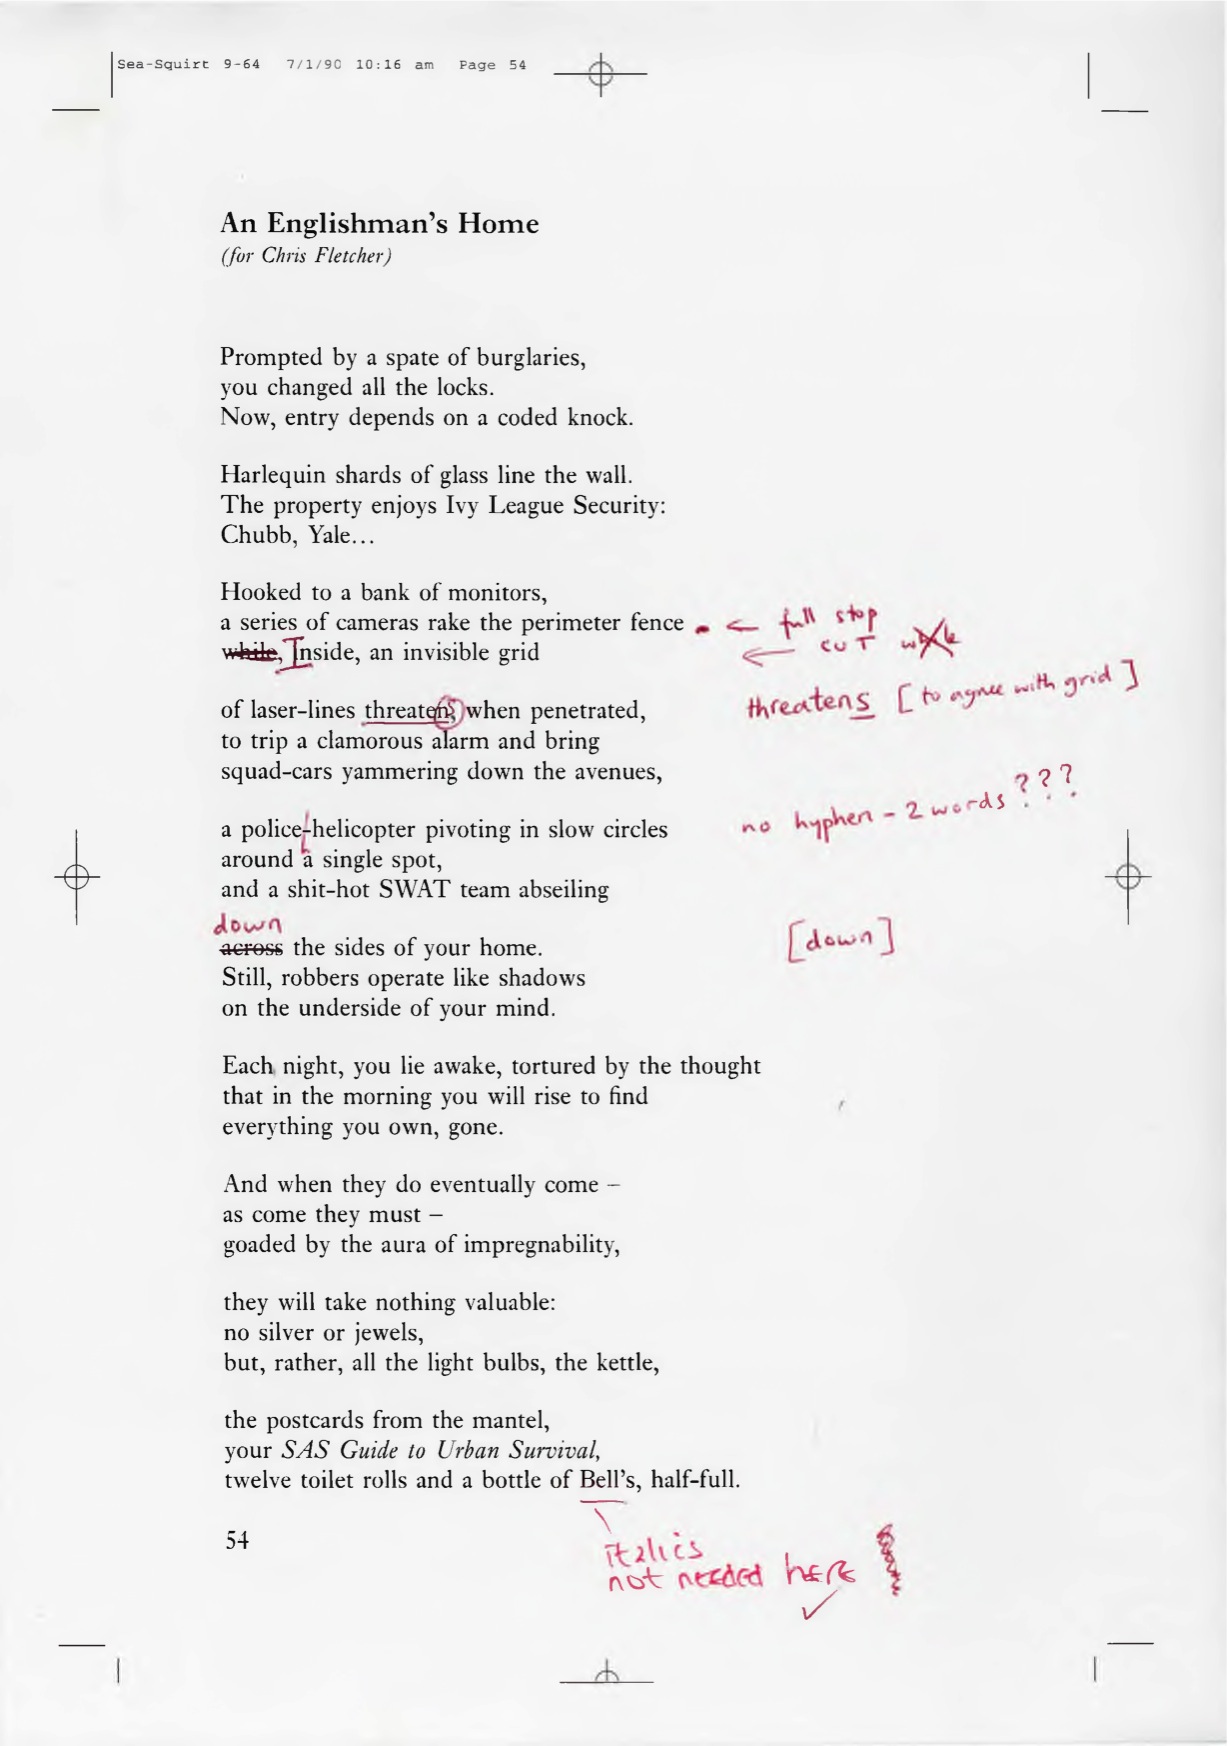 Sea-Squirt 9-64 7/1/90 10:16 am Page 54
An Englishman's Home
(for Chris Fletcher)
Prompted by a spate of burglaries,
you changed all the locks.
Now, entry depends on a coded knock.
Harlequin shards of glass line the wall.
The property enjoys Ivy League Security:
Chubb, Yale...
Hooked to a bank of monitors,
a series of cameras rake the perimeter fence . ← full stop
while, Inside, an invisible grid ← CUT while
of laser-lines threatens, when penetrated, threatens [to agree with grid]
to trip a clamorous alarm and bring
squad-cars yammering down the avenues,
a police-helicopter pivoting in slow circles no hyphen – 2 words ???
around a single spot,
and a shit-hot SWAT team abseiling
down
across the sides of your home. [down]
Still, robbers operate like shadows
on the underside of your mind.
Each night, you lie awake, tortured by the thought
that in the morning you will rise to find
everything you own, gone.
And when they do eventually come –
as come they must –
goaded by the aura of impregnability,
they will take nothing valuable:
no silver or jewels,
but, rather, all the light bulbs, the kettle,
the postcards from the mantel,
your SAS Guide to Urban Survival,
twelve toilet rolls and a bottle of Bell's, half-full.
54
italics
not needed HERE